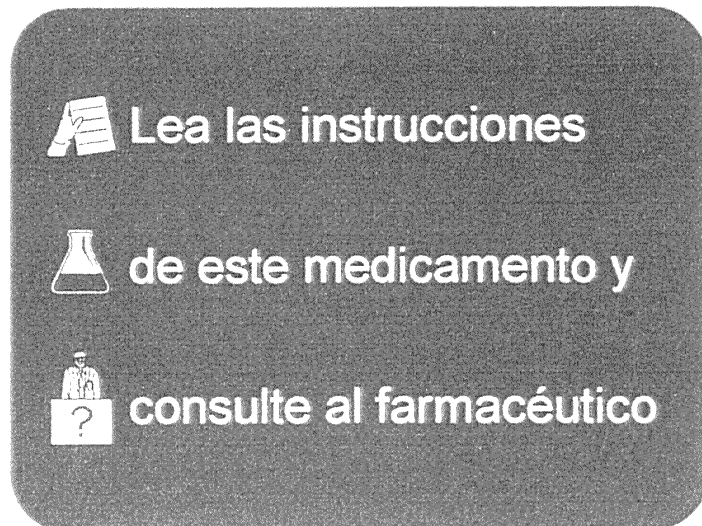 Lea las instrucciones
de este medicamento y
? consulte al farmacéutico